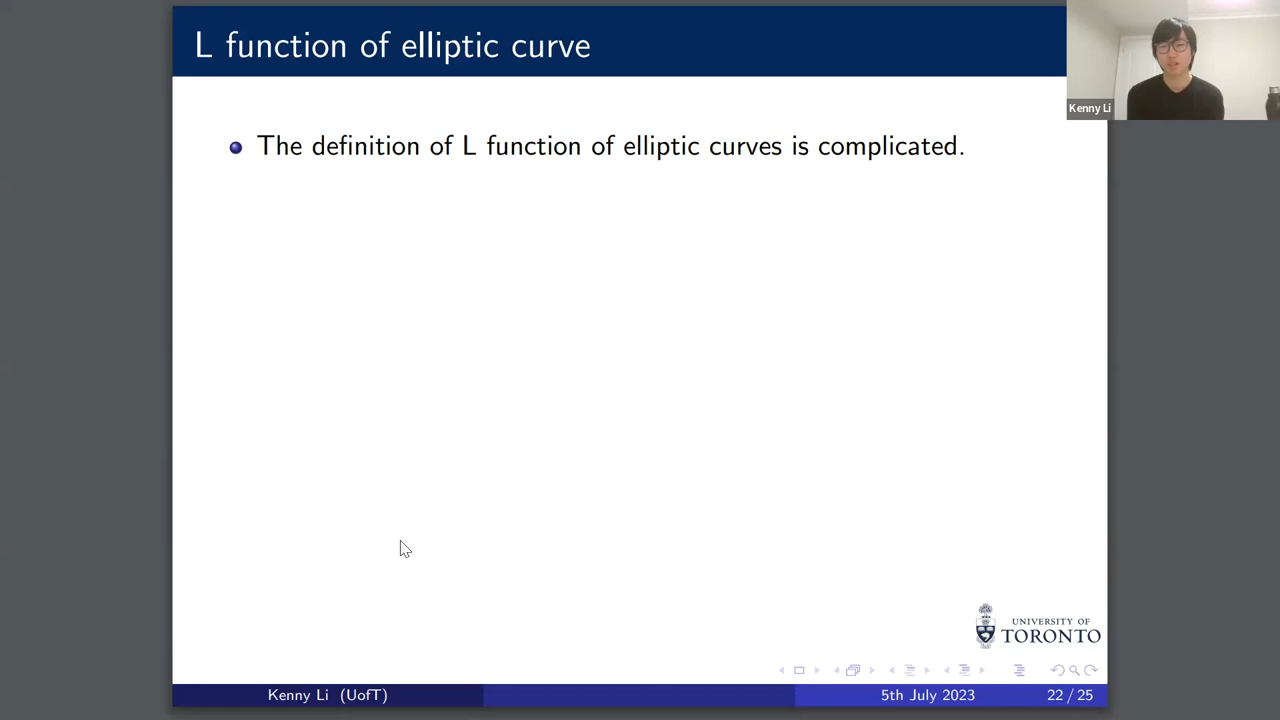 L function of elliptic curve
Kenny Li
The definition of L function of elliptic curves is complicated.
UNIVERSITY OF
TORONTO
Kenny Li (UofT)
5th July 2023
22 / 25